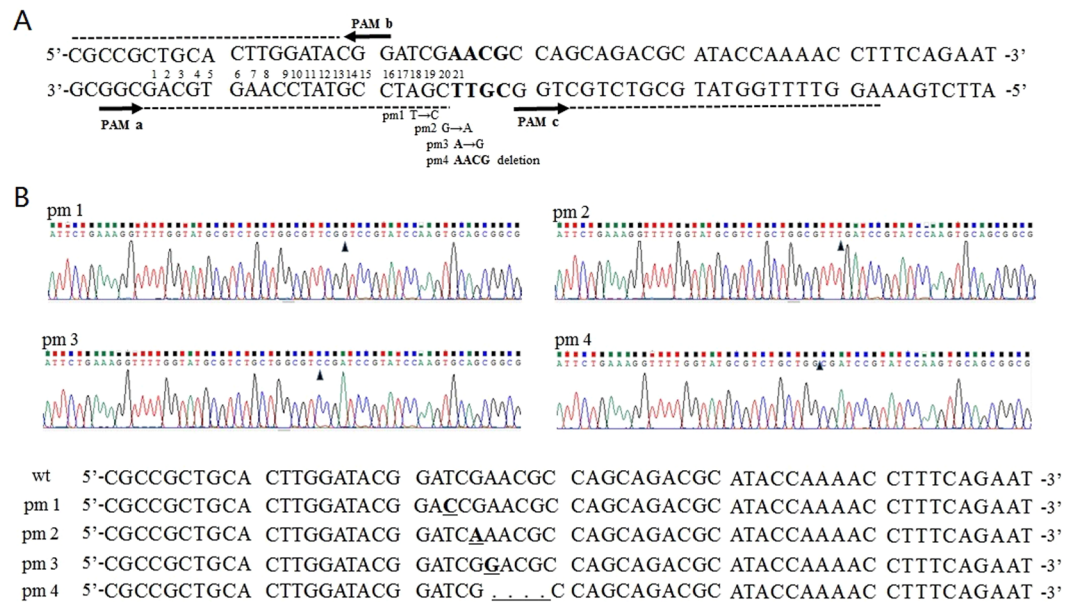 A
PAM b
5’-CGCCGCTGCA CTTGGATACG GATCGAACGC CAGCAGACGC ATACCAAAAC CTTTCAGAAT -3’
1 2 3 4 5 6 7 8 9 10 11 12 13 14 15 16 17 18 19 20 21
3’-GCGGCGACGT GAACCTATGC CTAGCTTGCG GTCGTCTGCG TATGGTTTTG GAAAGTCTTA -5’
PAM a PAM c
pm1 T→C
pm2 G→A
pm3 A→G
pm4 AACG deletion
B
pm 1 pm 2
ATTCTGAAAGGTTTTGGTATGCGTCTGCTGGCGTTCGGTCCGTATCCAAGTGCAGCGGCG ATTCTGAAAGGTTTTGGTATGCGTCTGCTGGCGTTTGATCCGTATCCAAGTGCAGCGGCG
pm 3 pm 4
ATTCTGAAAGGTTTTGGTATGCGTCTGCTGGCGTCCGATCCGTATCCAAGTGCAGCGGCG ATTCTGAAAGGTTTTGGTATGCGTCTGCTGGCGATCCGTATCCAAGTGCAGCGGCG
wt 5’-CGCCGCTGCA CTTGGATACG GATCGAACGC CAGCAGACGC ATACCAAAAC CTTTCAGAAT -3’
pm 1 5’-CGCCGCTGCA CTTGGATACG GACCGAACGC CAGCAGACGC ATACCAAAAC CTTTCAGAAT -3’
pm 2 5’-CGCCGCTGCA CTTGGATACG GATCAAACGC CAGCAGACGC ATACCAAAAC CTTTCAGAAT -3’
pm 3 5’-CGCCGCTGCA CTTGGATACG GATCGGACGC CAGCAGACGC ATACCAAAAC CTTTCAGAAT -3’
pm 4 5’-CGCCGCTGCA CTTGGATACG GATCG . . . . C CAGCAGACGC ATACCAAAAC CTTTCAGAAT -3’